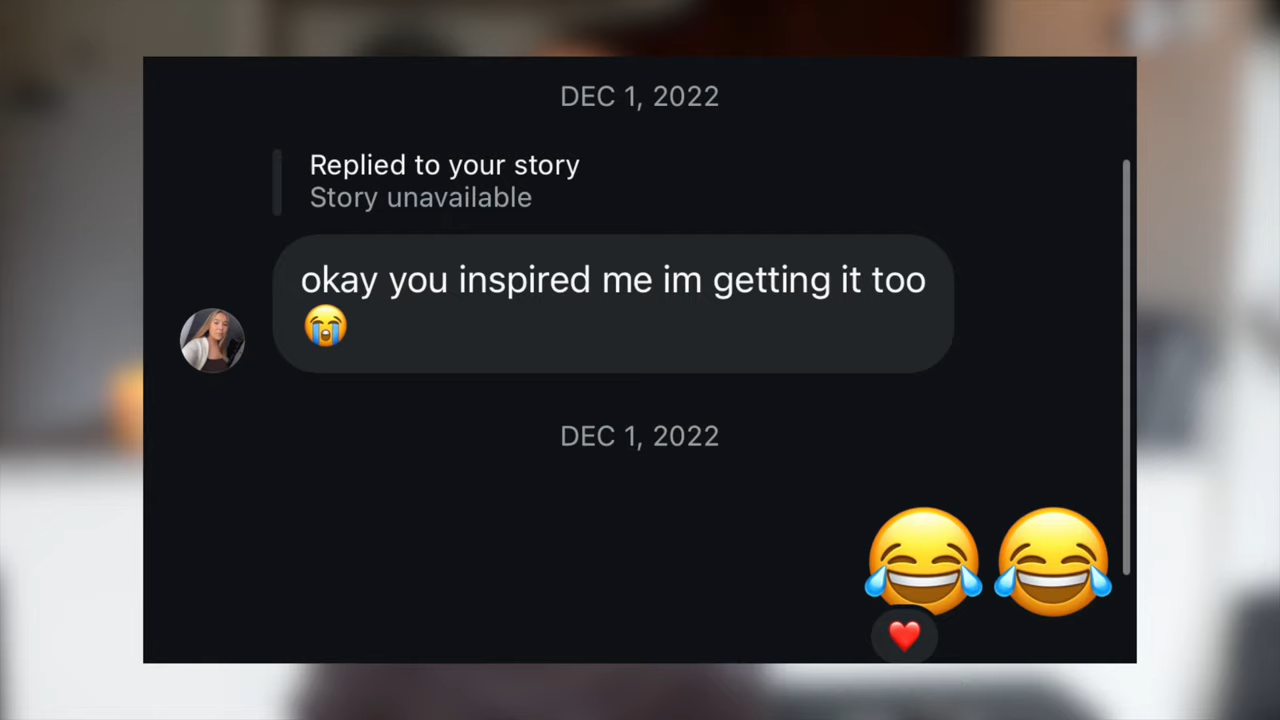 DEC 1, 2022
Replied to your story
Story unavailable
okay you inspired me im getting it too
😭
DEC 1, 2022
😂😂
❤️